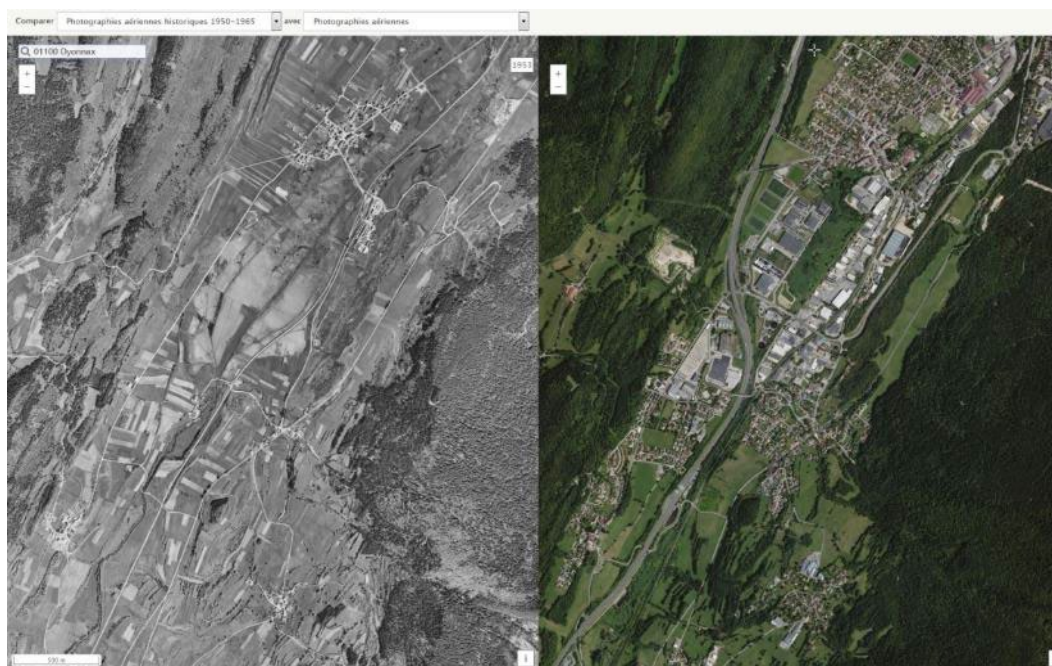 Comparer Photographies aériennes historiques 1950-1965 avec Photographies aériennes
01100 Oyonnax
1953
+
−
+
−
500 m
i